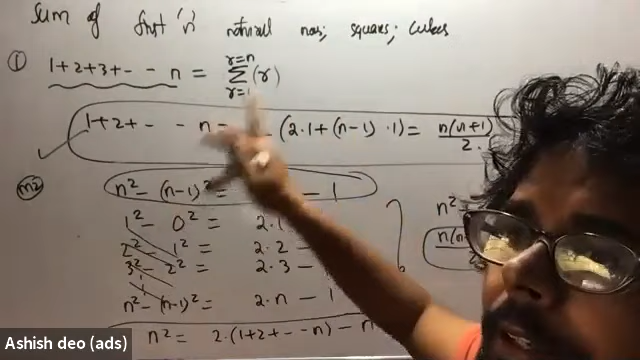 Sum of first 'n' natural nos; squares; cubes
① 1+2+3+- - n = r=n Σ r=1 (r)
1+2+- - n = (2·1+(n-1)·1) = n(n+1)/2.
m2 n² - (n-1)² = - 1
1² - 0² = 2·1
2² - 1² = 2·2 -
3² - 2² = 2·3 -
n² - (n-1)² = 2·n - 1
n² = 2·(1+2+- -n) - n
n² =
Ashish deo (ads)